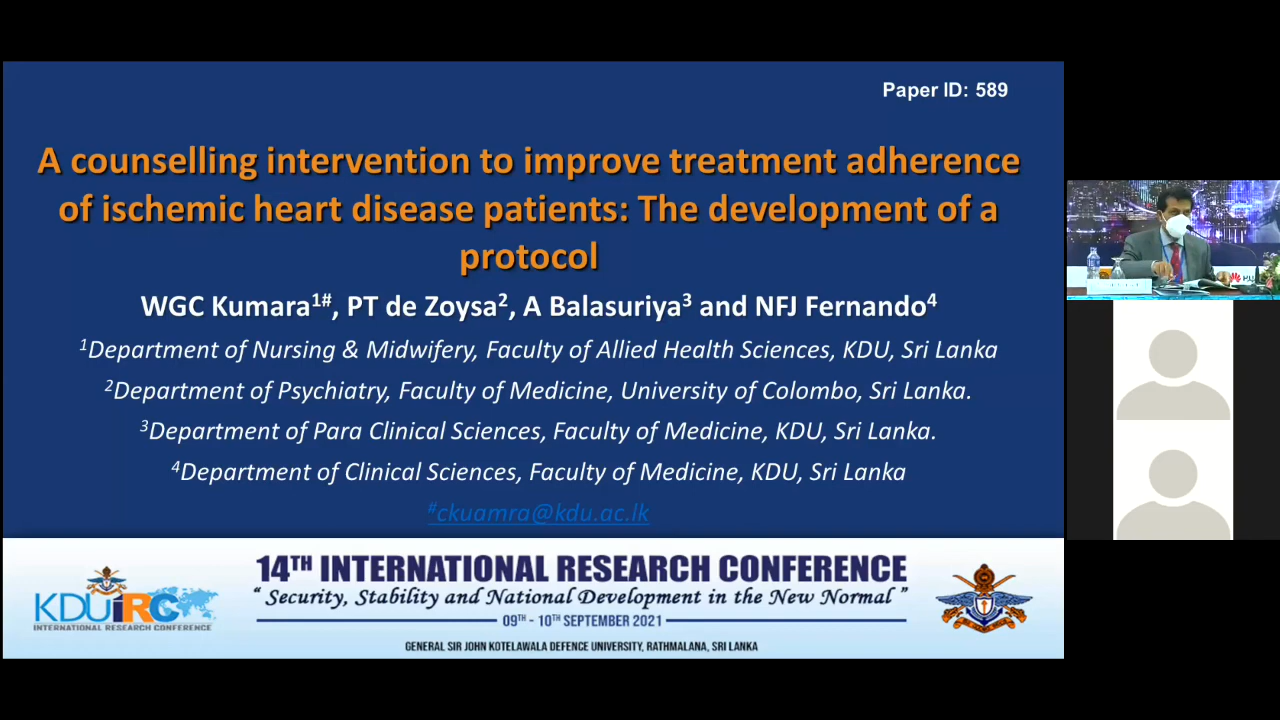 Paper ID: 589
A counselling intervention to improve treatment adherence
of ischemic heart disease patients: The development of a
protocol
WGC Kumara1#, PT de Zoysa2, A Balasuriya3 and NFJ Fernando4
1Department of Nursing & Midwifery, Faculty of Allied Health Sciences, KDU, Sri Lanka
2Department of Psychiatry, Faculty of Medicine, University of Colombo, Sri Lanka.
3Department of Para Clinical Sciences, Faculty of Medicine, KDU, Sri Lanka.
4Department of Clinical Sciences, Faculty of Medicine, KDU, Sri Lanka
#ckuamra@kdu.ac.lk
14TH INTERNATIONAL RESEARCH CONFERENCE
“ Security, Stability and National Development in the New Normal ”
09TH - 10TH SEPTEMBER 2021
GENERAL SIR JOHN KOTELAWALA DEFENCE UNIVERSITY, RATHMALANA, SRI LANKA
KDU IRC
INTERNATIONAL RESEARCH CONFERENCE